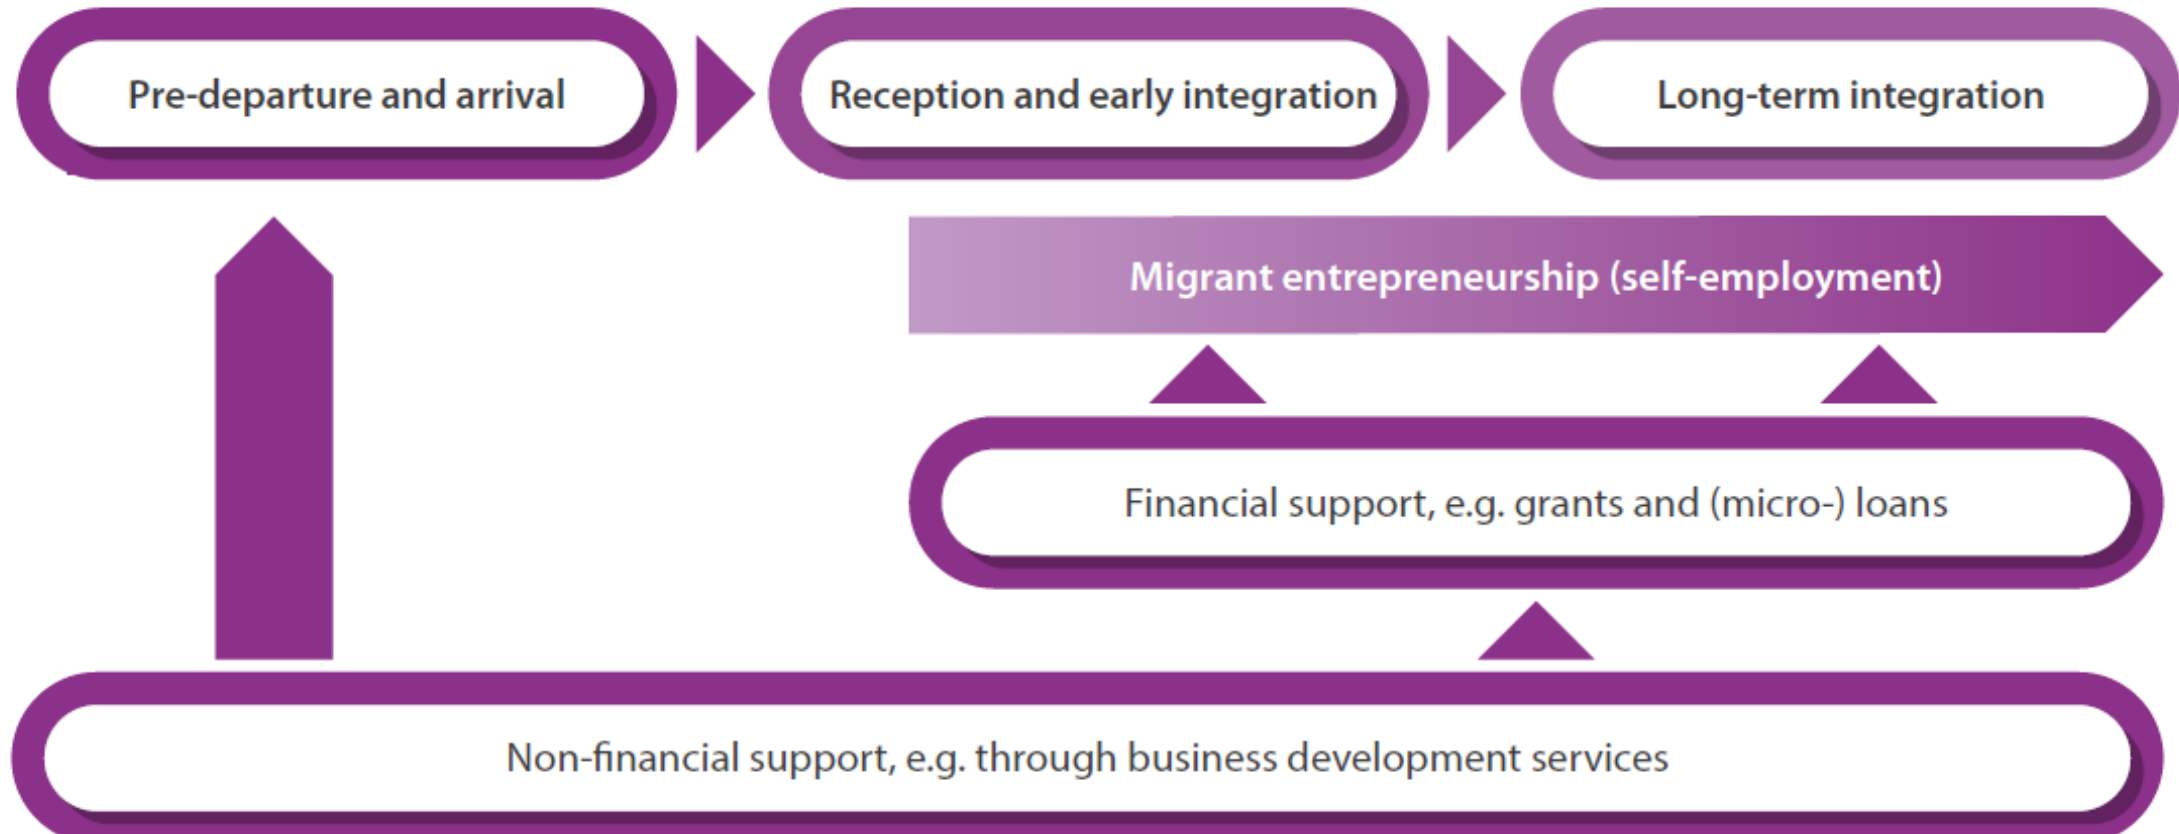 Pre-departure and arrival
Reception and early integration
Long-term integration
Migrant entrepreneurship (self-employment)
Financial support, e.g. grants and (micro-) loans
Non-financial support, e.g. through business development services